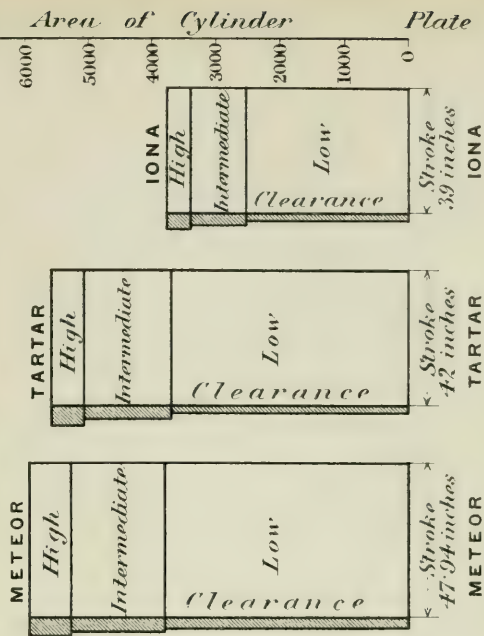 Area of Cylinder Plate
6000 5000 4000 3000 2000 1000 0
IONA High Intermediate Low Stroke 39 inches IONA
Clearance
TARTAR High Intermediate Low Stroke 42 inches TARTAR
Clearance
METEOR High Intermediate Low Stroke 47·94 inches METEOR
Clearance